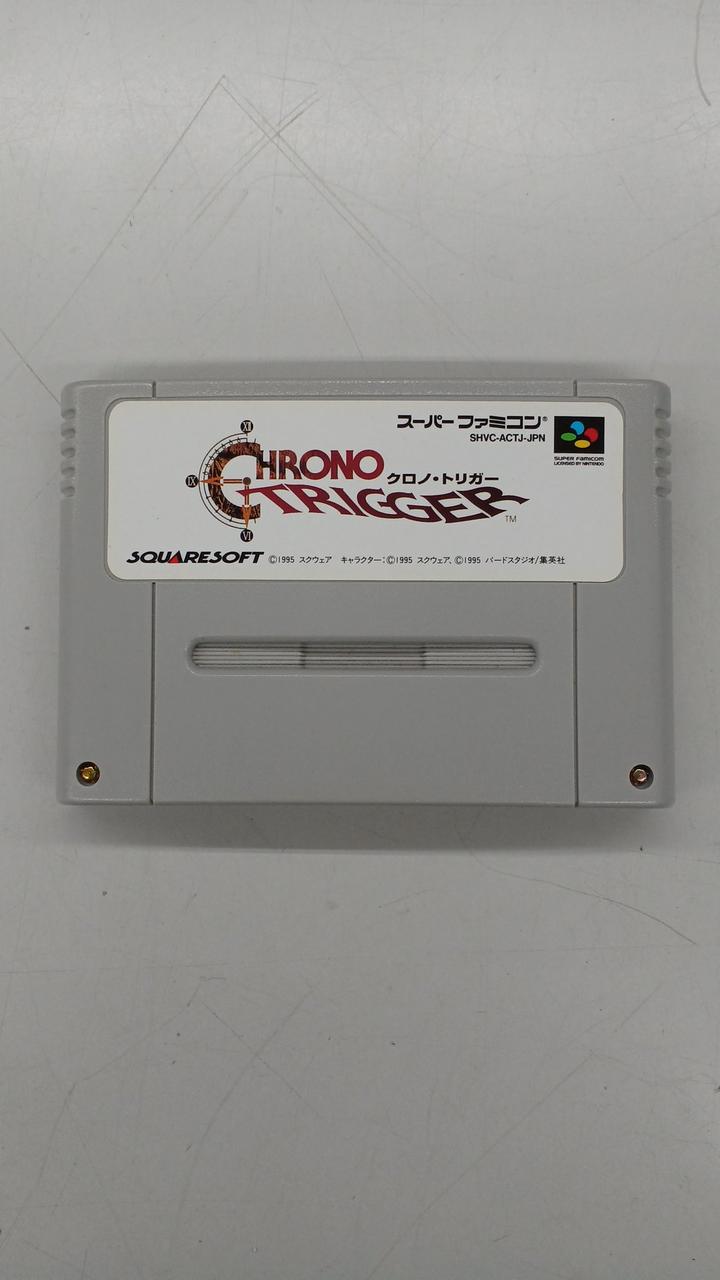 スーパーファミコン®
SHVC-ACTJ-JPN
SUPER FAMICOM
LICENSED BY NINTENDO
XII
IX
VI
CHRONO
クロノ・トリガー
TRIGGER
TM
SQUARESOFT ©1995 スクウェア キャラクター:©1995 スクウェア、©1995 バードスタジオ/集英社